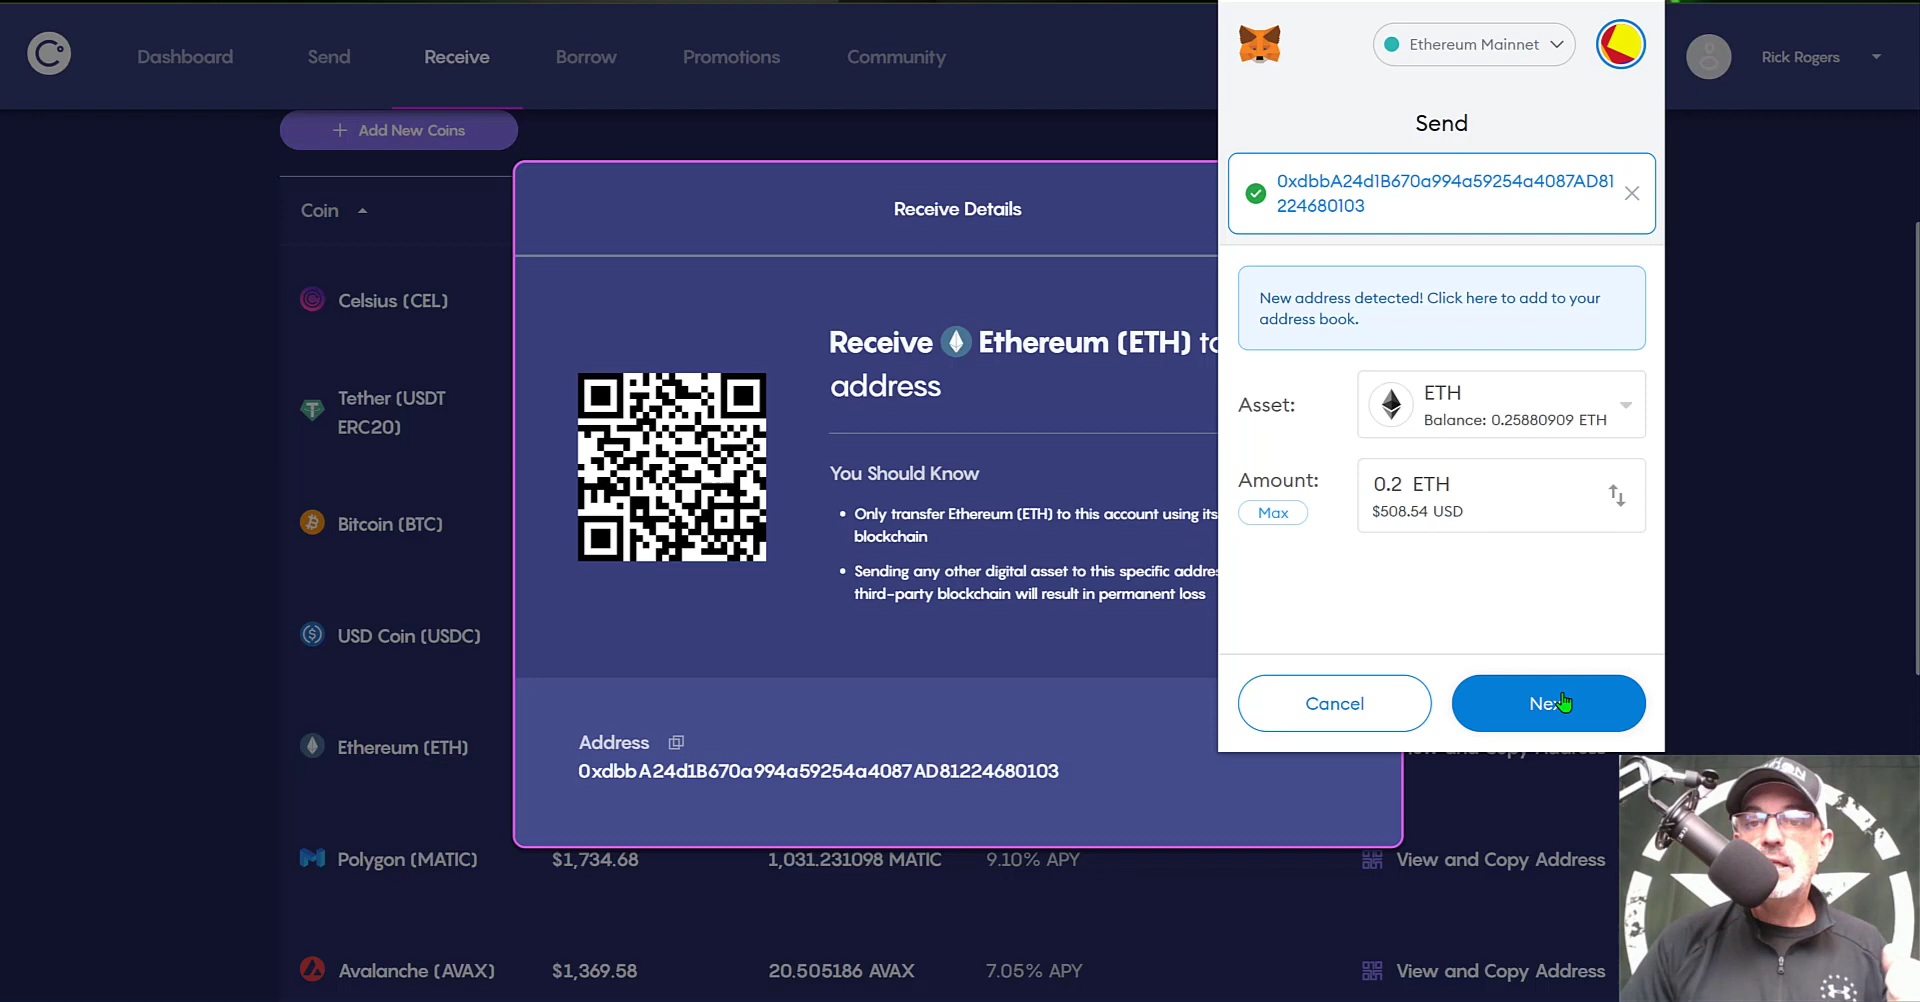 Dashboard
Send
Receive
Borrow
Promotions
Community
Rick Rogers
+ Add New Coins
Coin
Celsius (CEL)
Tether (USDT
ERC20)
Bitcoin (BTC)
USD Coin (USDC)
Ethereum (ETH)
Polygon (MATIC) $1,734.68 1,031.231098 MATIC 9.10% APY View and Copy Address
Avalanche (AVAX) $1,369.58 20.505186 AVAX 7.05% APY View and Copy Address
Receive Details
Receive Ethereum (ETH) to
address
You Should Know
• Only transfer Ethereum (ETH) to this account using its
blockchain
• Sending any other digital asset to this specific
third-party blockchain will result in permanent loss
Address
0xdbbA24d1B670a994a59254a4087AD81224680103
Ethereum Mainnet
Send
0xdbbA24d1B670a994a59254a4087AD81
224680103
New address detected! Click here to add to your
address book.
Asset:
ETH
Balance: 0.25880909 ETH
Amount:
Max
0.2 ETH
$508.54 USD
Cancel
Next
View and Copy Address